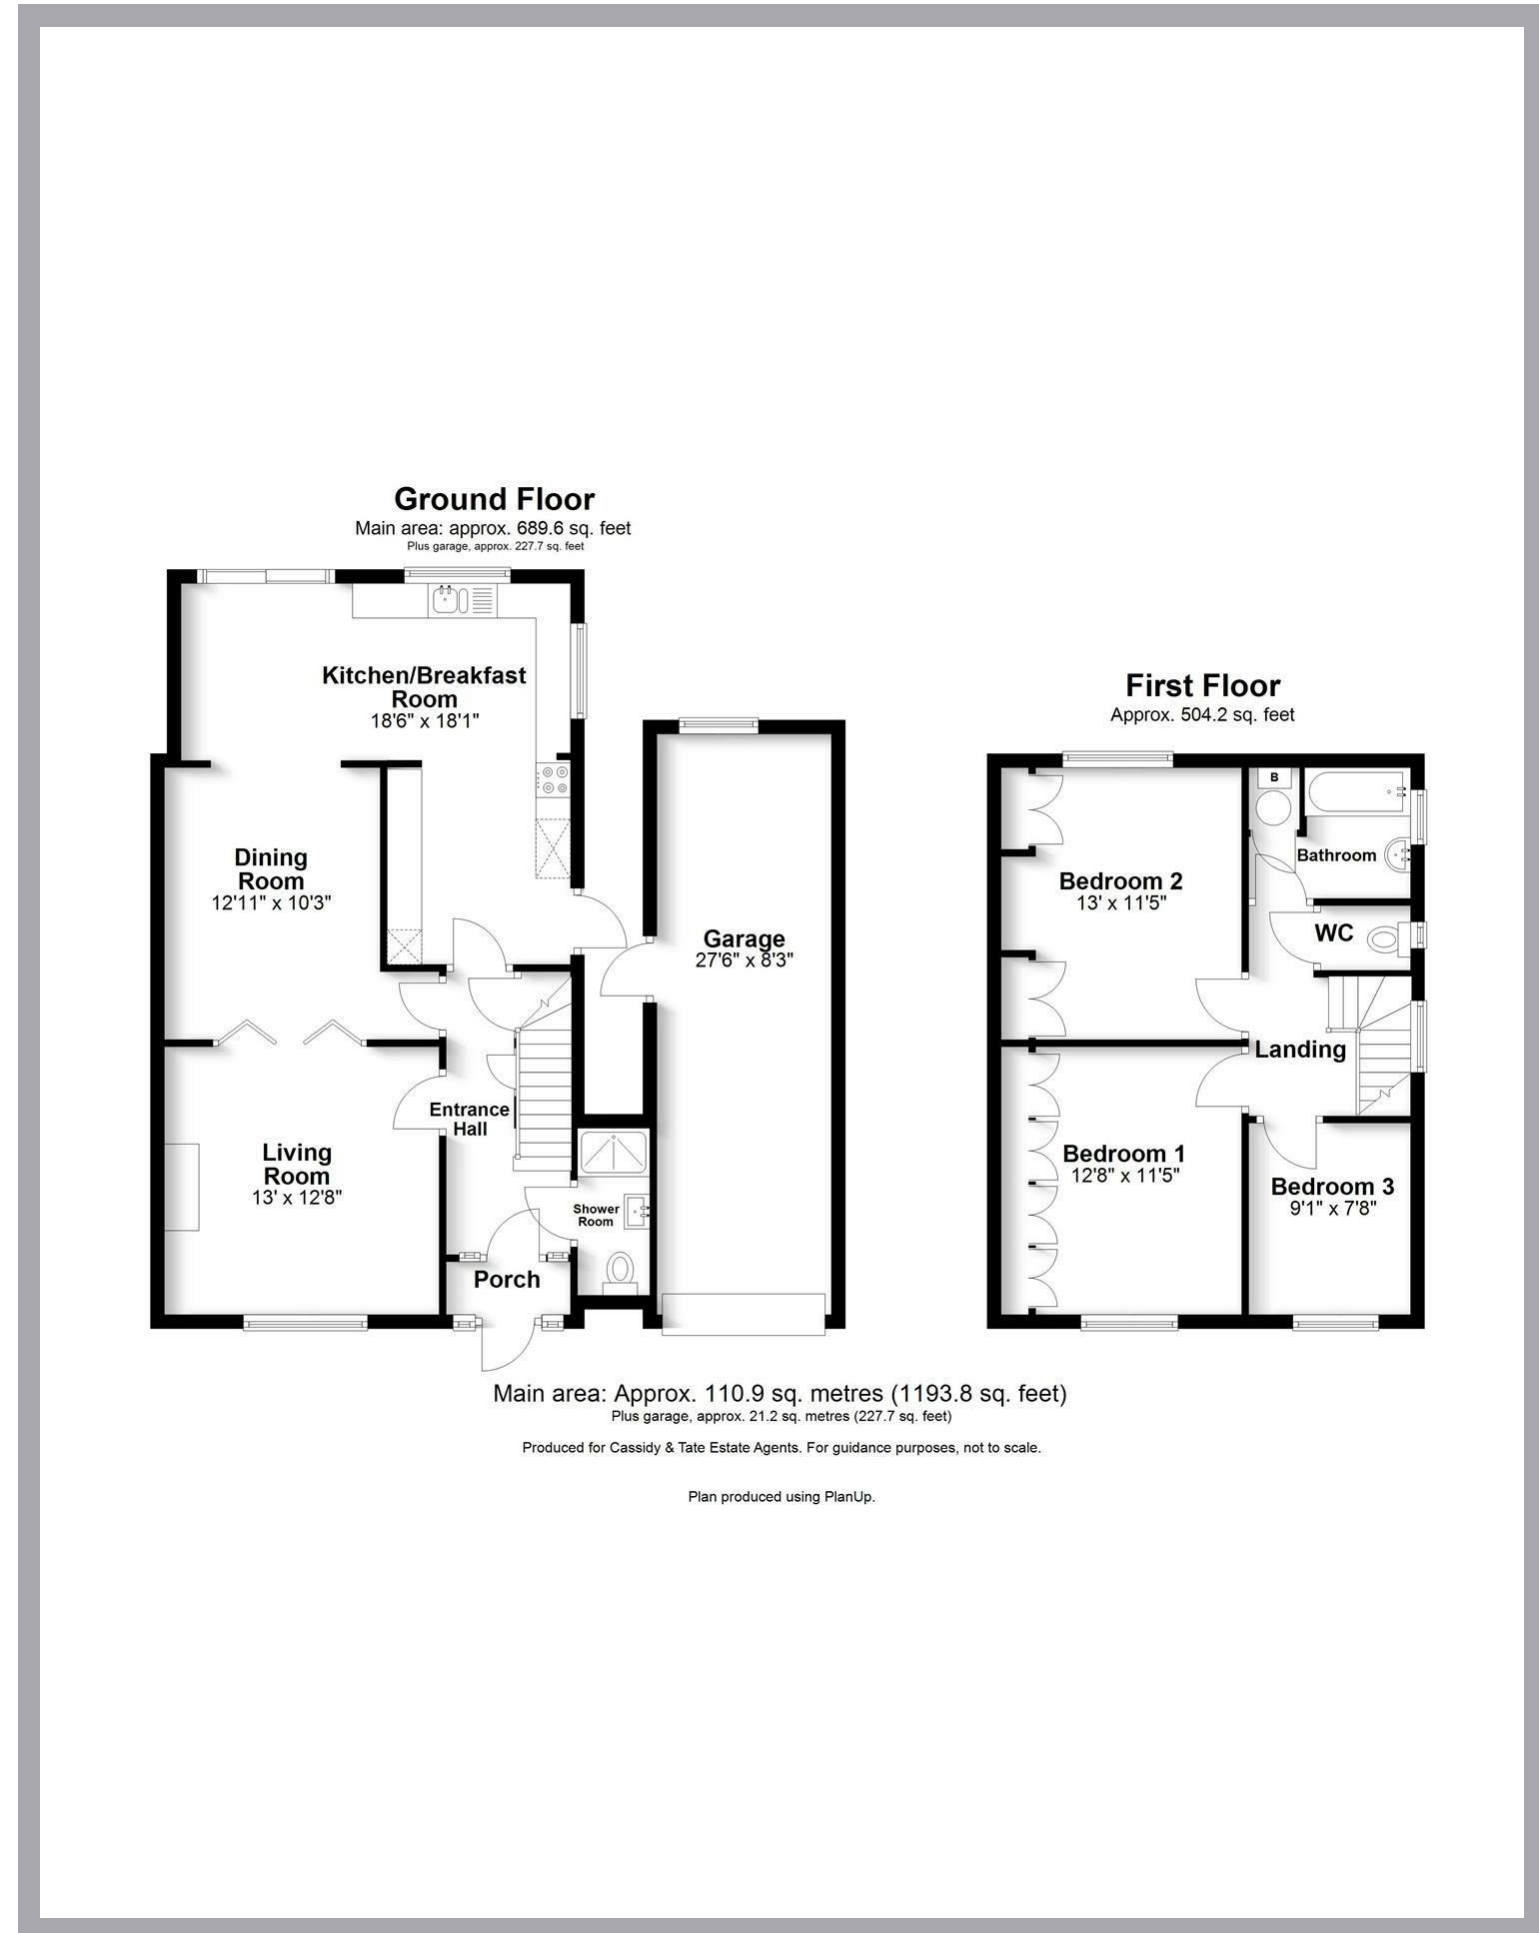 Ground Floor
Main area: approx. 689.6 sq. feet
Plus garage, approx. 227.7 sq. feet
Kitchen/Breakfast
Room
18'6" x 18'1"
Dining
Room
12'11" x 10'3"
Garage
27'6" x 8'3"
Entrance
Hall
Living
Room
13' x 12'8"
Shower
Room
Porch
First Floor
Approx. 504.2 sq. feet
B
Bathroom
Bedroom 2
13' x 11'5"
WC
Landing
Bedroom 1
12'8" x 11'5"
Bedroom 3
9'1" x 7'8"
Main area: Approx. 110.9 sq. metres (1193.8 sq. feet)
Plus garage, approx. 21.2 sq. metres (227.7 sq. feet)
Produced for Cassidy & Tate Estate Agents. For guidance purposes, not to scale.
Plan produced using PlanUp.